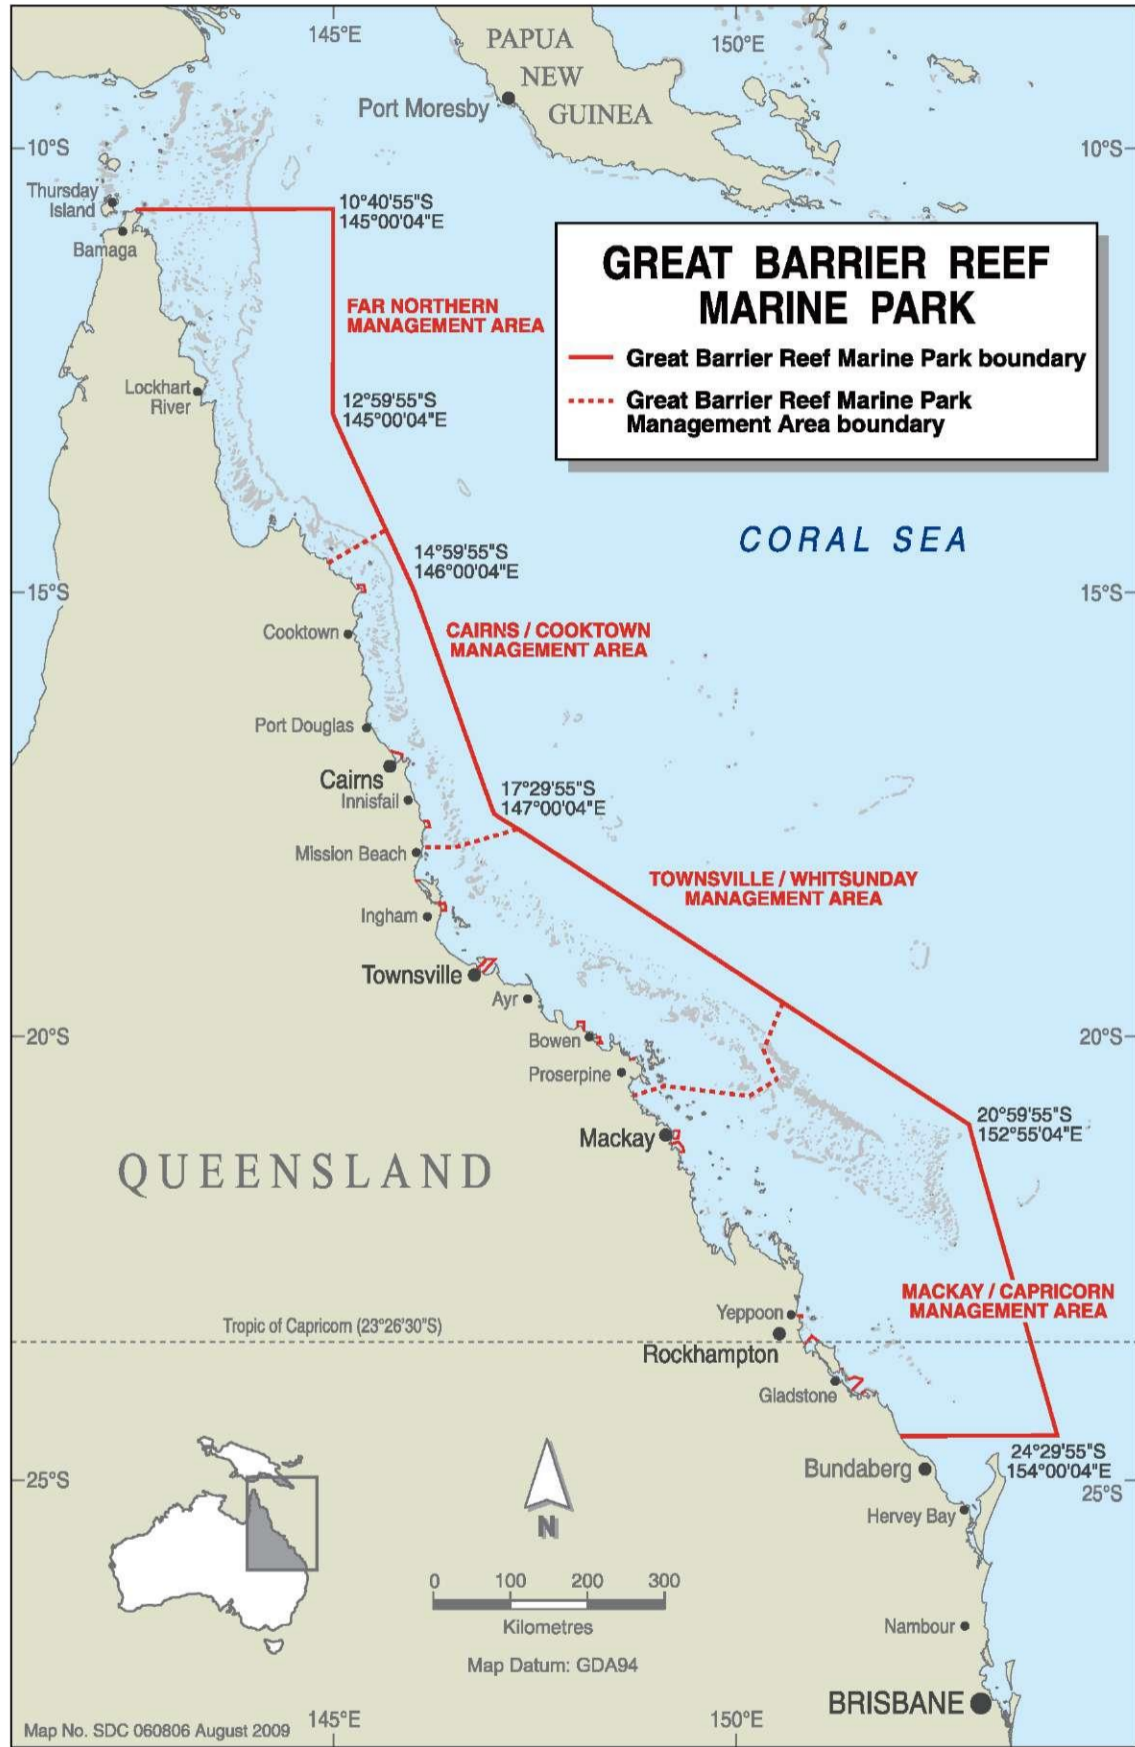 145°E
PAPUA
NEW
GUINEA
150°E
Port Moresby
10°S
10°S
Thursday
Island
Bamaga
10°40'55"S
145°00'04"E
GREAT BARRIER REEF
MARINE PARK
Great Barrier Reef Marine Park boundary
Great Barrier Reef Marine Park
Management Area boundary
FAR NORTHERN
MANAGEMENT AREA
Lockhart
River
12°59'55"S
145°00'04"E
CORAL SEA
14°59'55"S
146°00'04"E
15°S
15°S
Cooktown
CAIRNS / COOKTOWN
MANAGEMENT AREA
Port Douglas
Cairns
Innisfail
17°29'55"S
147°00'04"E
Mission Beach
TOWNSVILLE / WHITSUNDAY
MANAGEMENT AREA
Ingham
Townsville
Ayr
20°S
20°S
Bowen
Proserpine
20°59'55"S
152°55'04"E
Mackay
QUEENSLAND
MACKAY / CAPRICORN
MANAGEMENT AREA
Yeppoon
Tropic of Capricorn (23°26'30"S)
Rockhampton
Gladstone
24°29'55"S
154°00'04"E
Bundaberg
25°S
25°S
Hervey Bay
N
0 100 200 300
Kilometres
Map Datum: GDA94
Nambour
BRISBANE
Map No. SDC 060806 August 2009
145°E
150°E